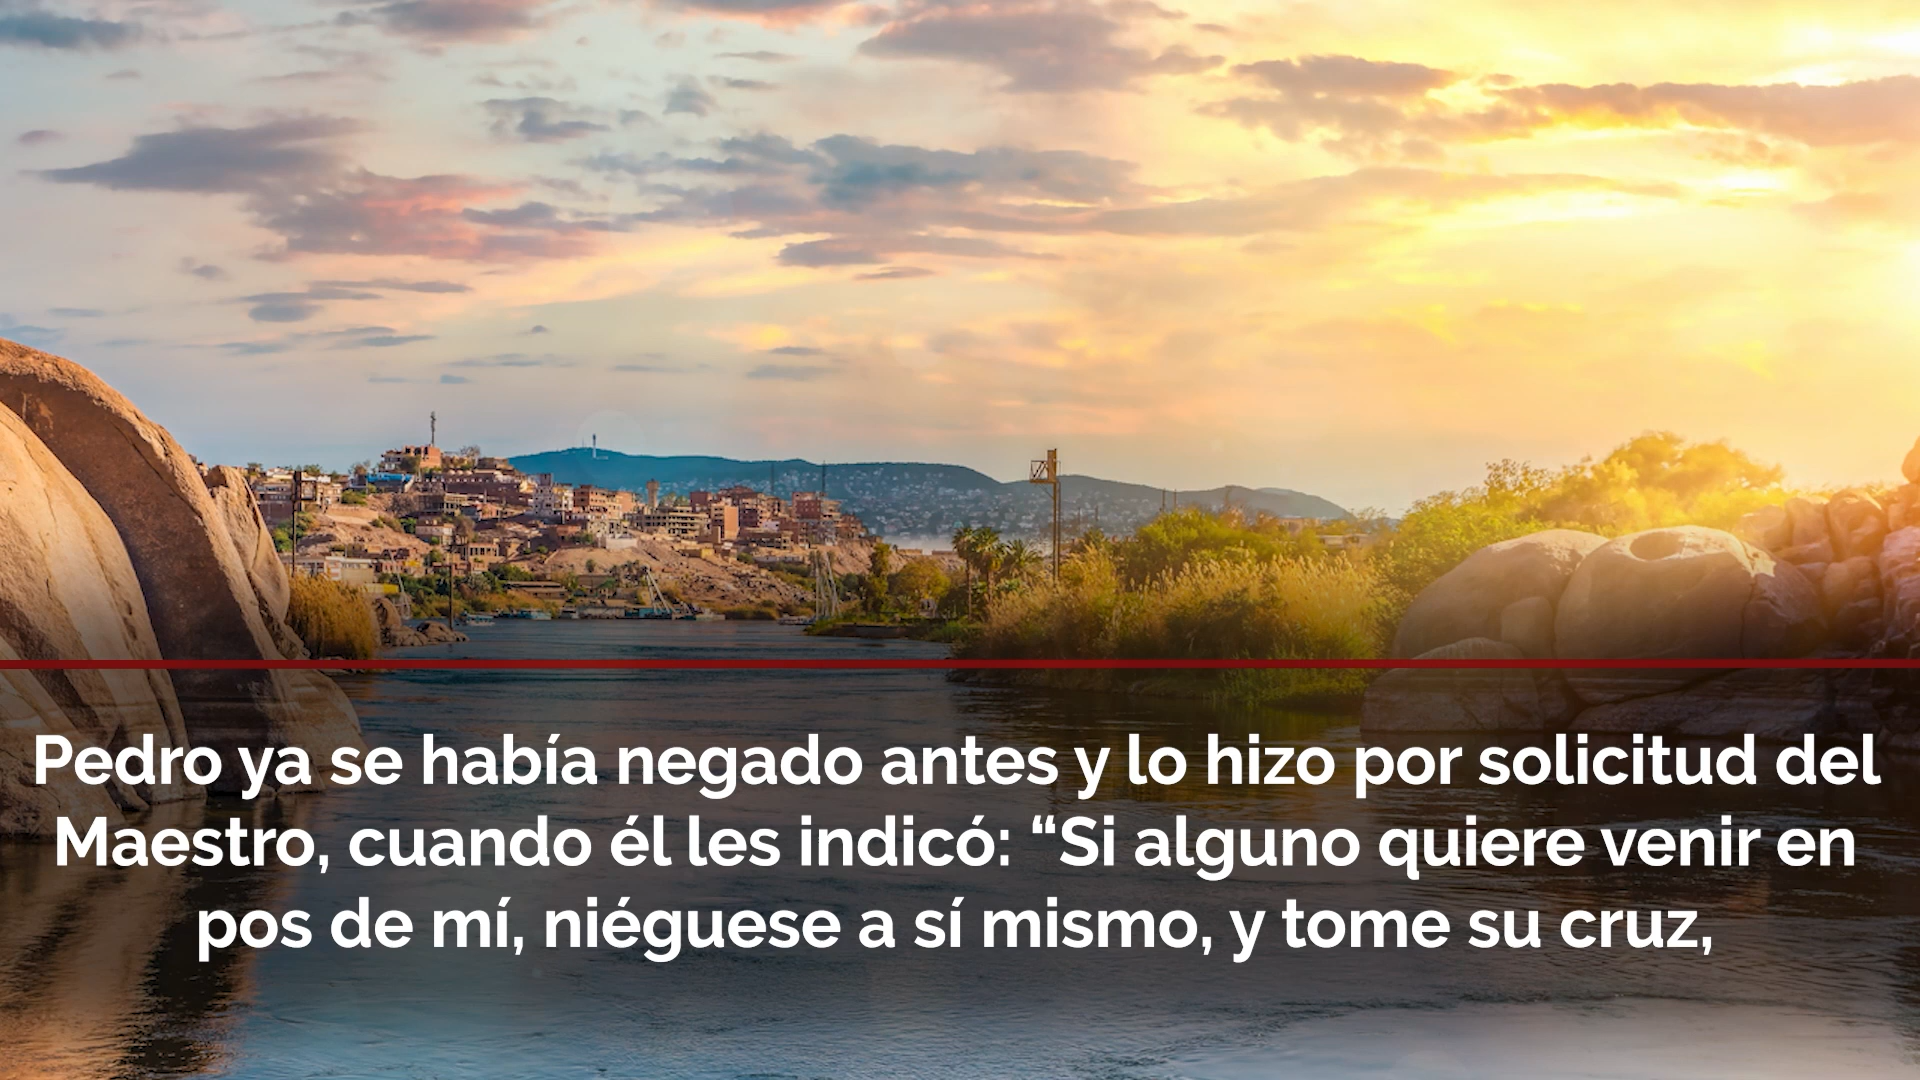 Pedro ya se había negado antes y lo hizo por solicitud del
Maestro, cuando él les indicó: “Si alguno quiere venir en
pos de mí, niéguese a sí mismo, y tome su cruz,